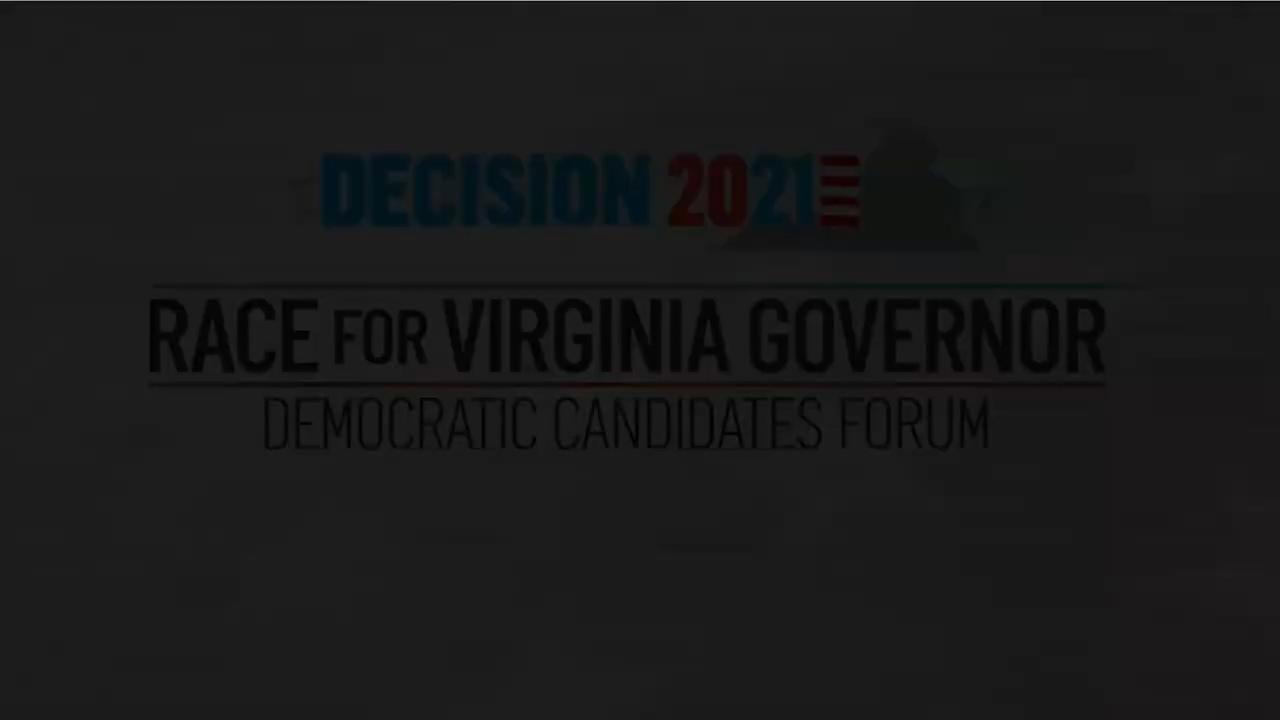 DECISION 2021
RACE FOR VIRGINIA GOVERNOR
DEMOCRATIC CANDIDATES FORUM